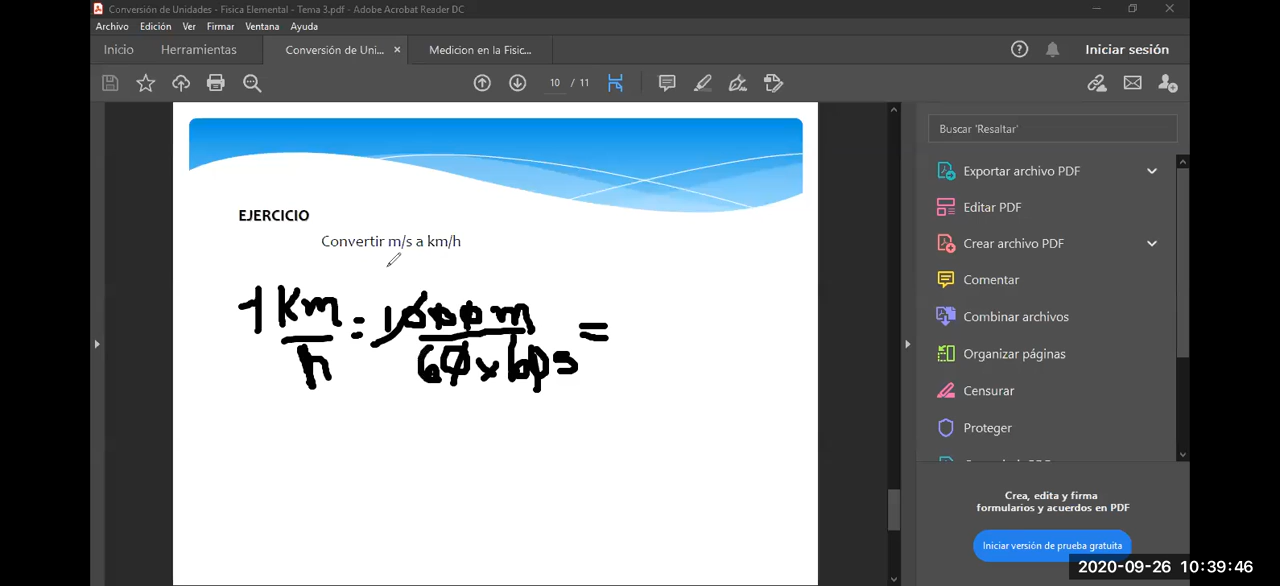 Conversión de Unidades - Fisica Elemental - Tema 3.pdf - Adobe Acrobat Reader DC
Archivo Edición Ver Firmar Ventana Ayuda
Inicio Herramientas Conversión de Uni... × Medicion en la Fisic... Iniciar sesión
10 / 11
Buscar 'Resaltar'
Exportar archivo PDF
Editar PDF
Crear archivo PDF
Comentar
Combinar archivos
Organizar páginas
Censurar
Proteger
Crea, edita y firma
formularios y acuerdos en PDF
Iniciar versión de prueba gratuita
EJERCICIO
Convertir m/s a km/h
1 Km = 1000 m =
h 60 x 60 s
2020-09-26 10:39:46